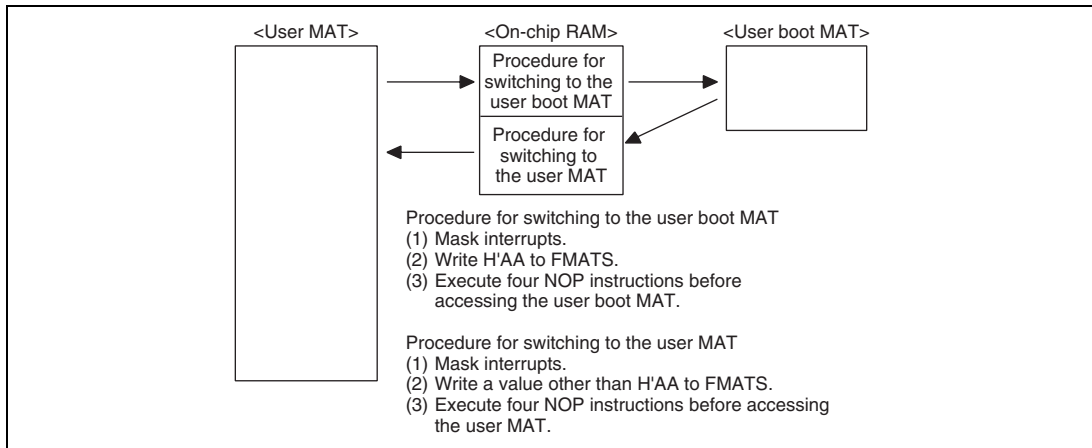 <User MAT>
<On-chip RAM>
<User boot MAT>
Procedure for
switching to the
user boot MAT
Procedure for
switching to
the user MAT
Procedure for switching to the user boot MAT
(1) Mask interrupts.
(2) Write H'AA to FMATS.
(3) Execute four NOP instructions before
accessing the user boot MAT.
Procedure for switching to the user MAT
(1) Mask interrupts.
(2) Write a value other than H'AA to FMATS.
(3) Execute four NOP instructions before accessing
the user MAT.